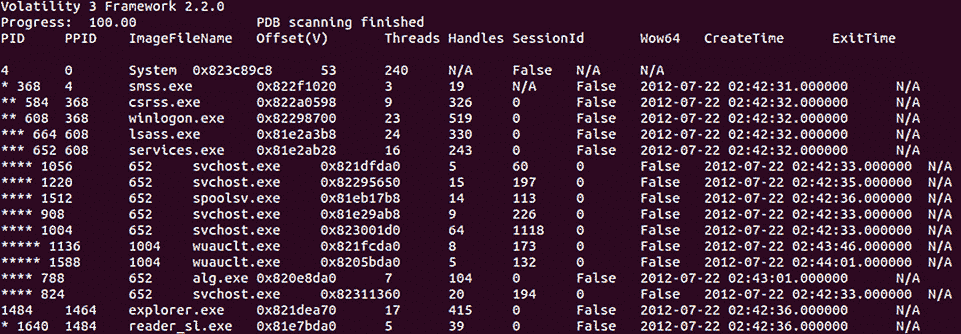 Volatility 3 Framework 2.2.0
Progress:  100.00               PDB scanning finished
PID     PPID    ImageFileName   Offset(V)       Threads Handles SessionId       Wow64   CreateTime      ExitTime
4       0       System  0x823c89c8      53      240     N/A     False   N/A     N/A
* 368   4       smss.exe        0x822f1020      3       19      N/A     False   2012-07-22 02:42:31.000000      N/A
** 584  368     csrss.exe       0x822a0598      9       326     0       False   2012-07-22 02:42:32.000000      N/A
** 608  368     winlogon.exe    0x82298700      23      519     0       False   2012-07-22 02:42:32.000000      N/A
*** 664 608     lsass.exe       0x81e2a3b8      24      330     0       False   2012-07-22 02:42:32.000000      N/A
*** 652 608     services.exe    0x81e2ab28      16      243     0       False   2012-07-22 02:42:32.000000      N/A
**** 1056       652     svchost.exe     0x821dfda0      5       60      0       False   2012-07-22 02:42:33.000000      N/A
**** 1220       652     svchost.exe     0x82295650      15      197     0       False   2012-07-22 02:42:35.000000      N/A
**** 1512       652     spoolsv.exe     0x81eb17b8      14      113     0       False   2012-07-22 02:42:36.000000      N/A
**** 908        652     svchost.exe     0x81e29ab8      9       226     0       False   2012-07-22 02:42:33.000000      N/A
**** 1004       652     svchost.exe     0x823001d0      64      1118    0       False   2012-07-22 02:42:33.000000      N/A
***** 1136      1004    wuauclt.exe     0x821fcda0      8       173     0       False   2012-07-22 02:43:46.000000      N/A
***** 1588      1004    wuauclt.exe     0x8205bda0      5       132     0       False   2012-07-22 02:44:01.000000      N/A
**** 788        652     alg.exe 0x820e8da0      7       104     0       False   2012-07-22 02:43:01.000000      N/A
**** 824        652     svchost.exe     0x82311360      20      194     0       False   2012-07-22 02:42:33.000000      N/A
1484    1464    explorer.exe    0x821dea70      17      415     0       False   2012-07-22 02:42:36.000000      N/A
* 1640  1484    reader_sl.exe   0x81e7bda0      5       39      0       False   2012-07-22 02:42:36.000000      N/A